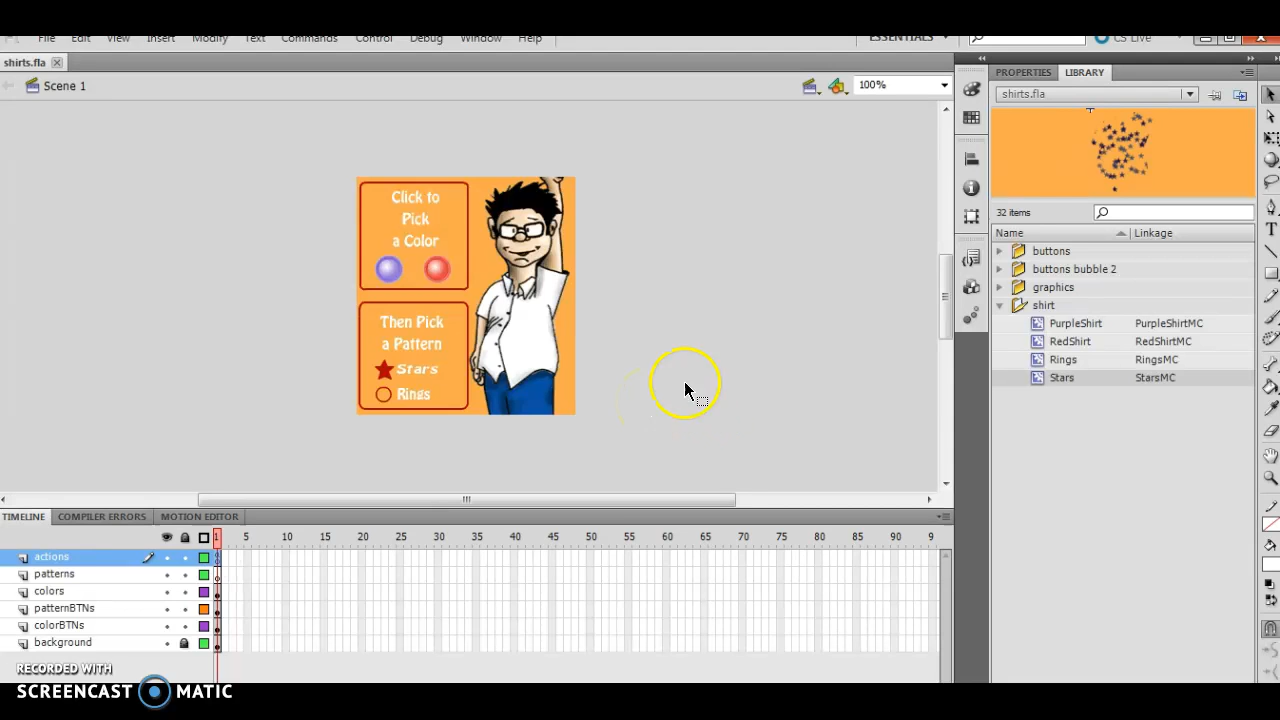 File Edit View Insert Modify Text Commands Control Debug Window Help ESSENTIALS CS Live
shirts.fla
Scene 1
100%
Click to
Pick
a Color
Then Pick
a Pattern
Stars
Rings
PROPERTIES LIBRARY
shirts.fla
32 items
Name Linkage
buttons
buttons bubble 2
graphics
shirt
PurpleShirt PurpleShirtMC
RedShirt RedShirtMC
Rings RingsMC
Stars StarsMC
TIMELINE COMPILER ERRORS MOTION EDITOR
1 5 10 15 20 25 30 35 40 45 50 55 60 65 70 75 80 85 90 9
actions
patterns
colors
patternBTNs
colorBTNs
background
RECORDED WITH
SCREENCAST MATIC